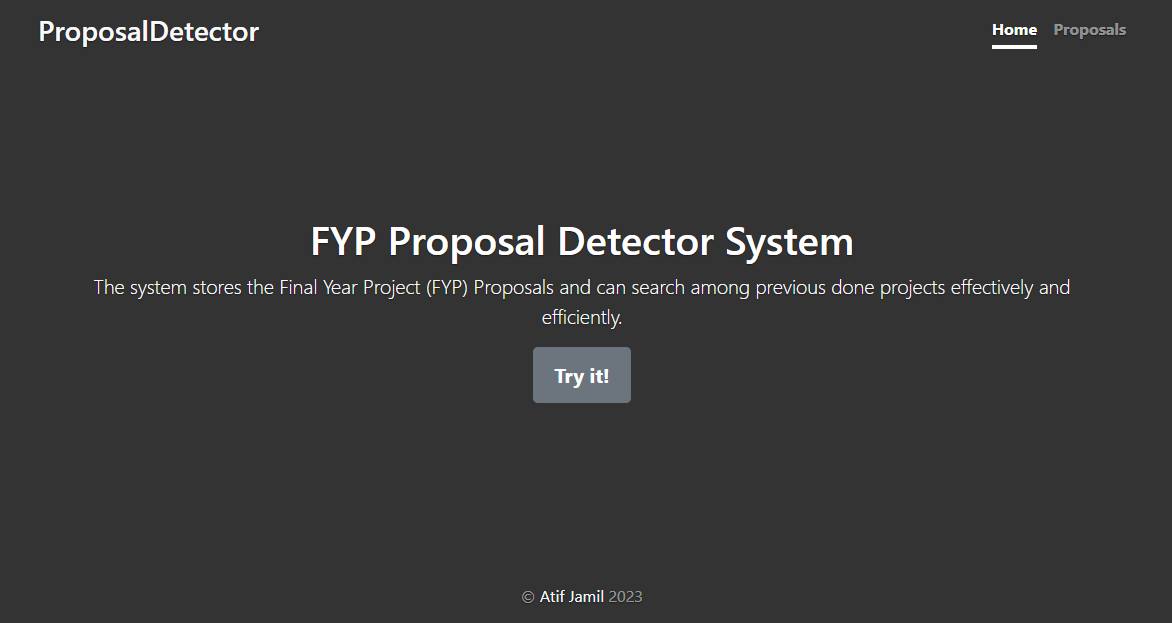 ProposalDetector
Home Proposals
FYP Proposal Detector System
The system stores the Final Year Project (FYP) Proposals and can search among previous done projects effectively and
efficiently.
Try it!
© Atif Jamil 2023